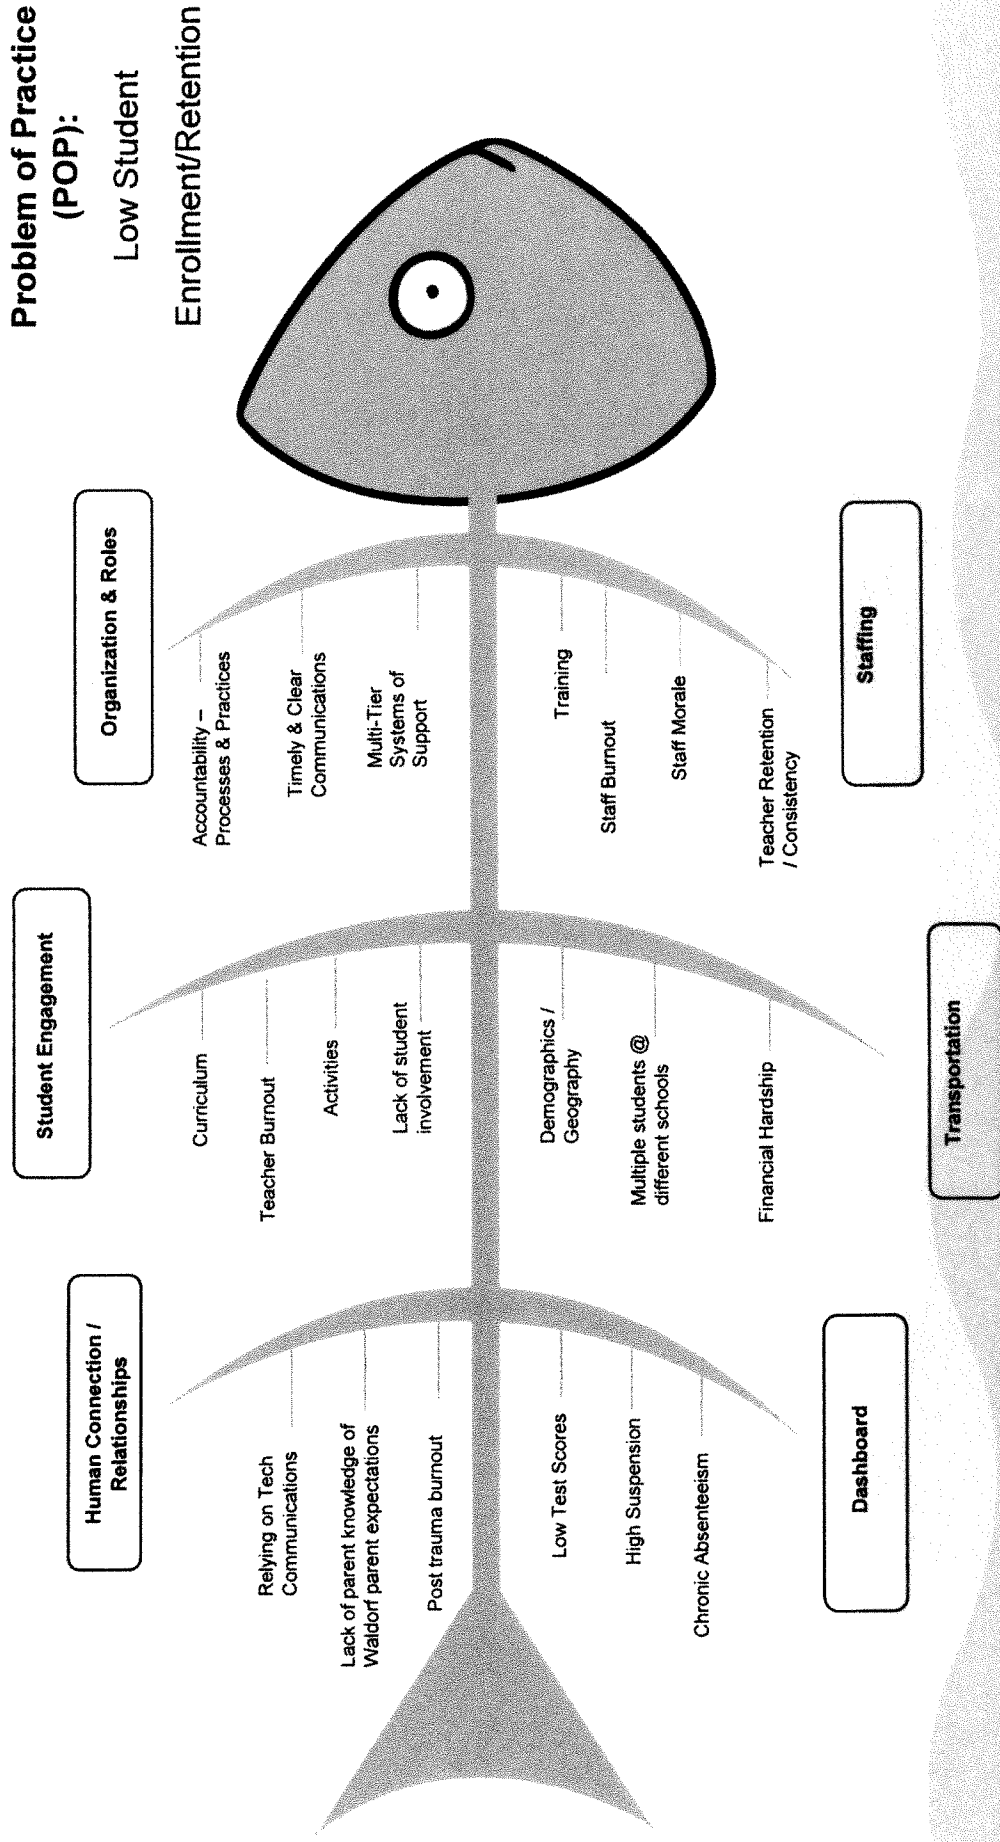 Problem of Practice
(POP):
Low Student
Enrollment/Retention
Human Connection /
Relationships
Relying on Tech
Communications
Lack of parent knowledge of
Waldorf parent expectations
Post trauma burnout
Student Engagement
Curriculum
Teacher Burnout
Activities
Lack of student
involvement
Organization & Roles
Accountability –
Processes & Practices
Timely & Clear
Communications
Multi-Tier
Systems of
Support
Low Test Scores
High Suspension
Chronic Absenteeism
Dashboard
Demographics /
Geography
Multiple students @
different schools
Financial Hardship
Transportation
Training
Staff Burnout
Staff Morale
Teacher Retention
/ Consistency
Staffing